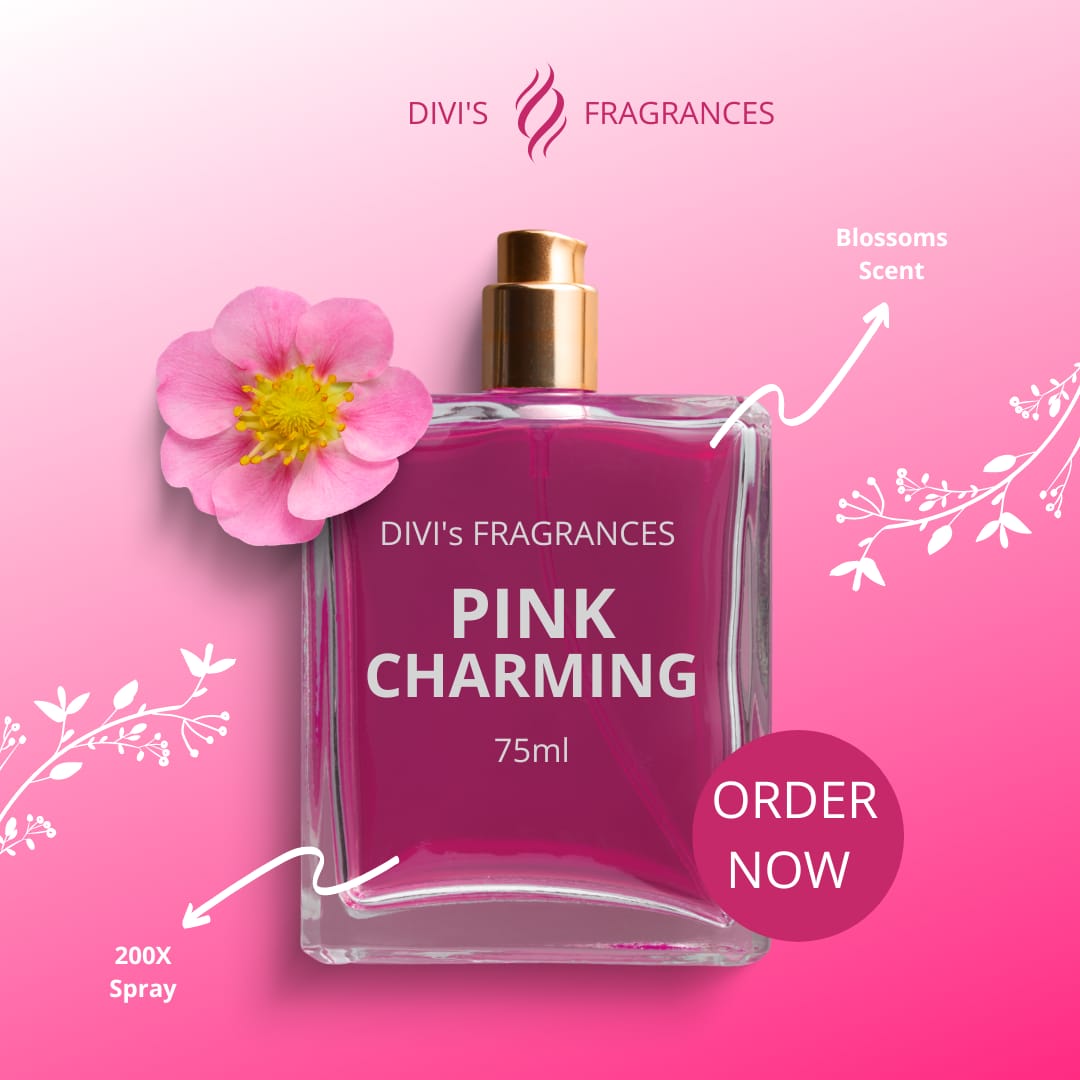 DIVI'S FRAGRANCES
Blossoms
Scent
DIVI's FRAGRANCES
PINK
CHARMING
75ml
ORDER
NOW
200X
Spray